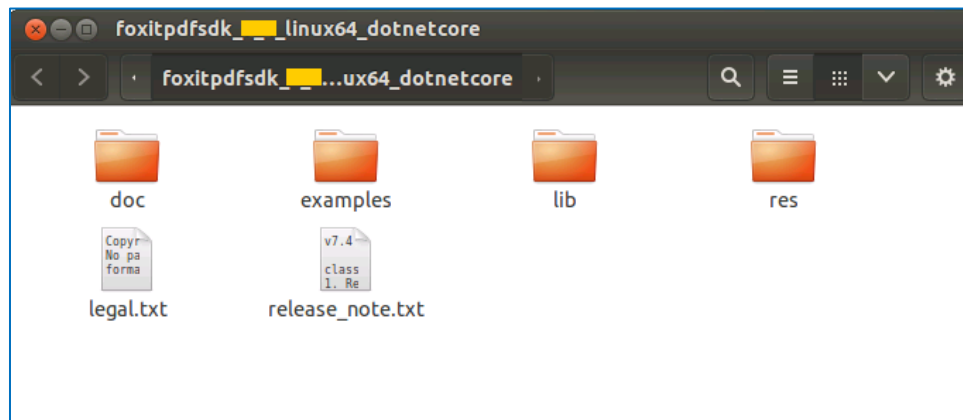 foxitpdfsdk_ _ _linux64_dotnetcore
foxitpdfsdk_ _...ux64_dotnetcore
doc examples lib res
Copyr
No pa
forma
v7.4
class
1. Re
legal.txt release_note.txt